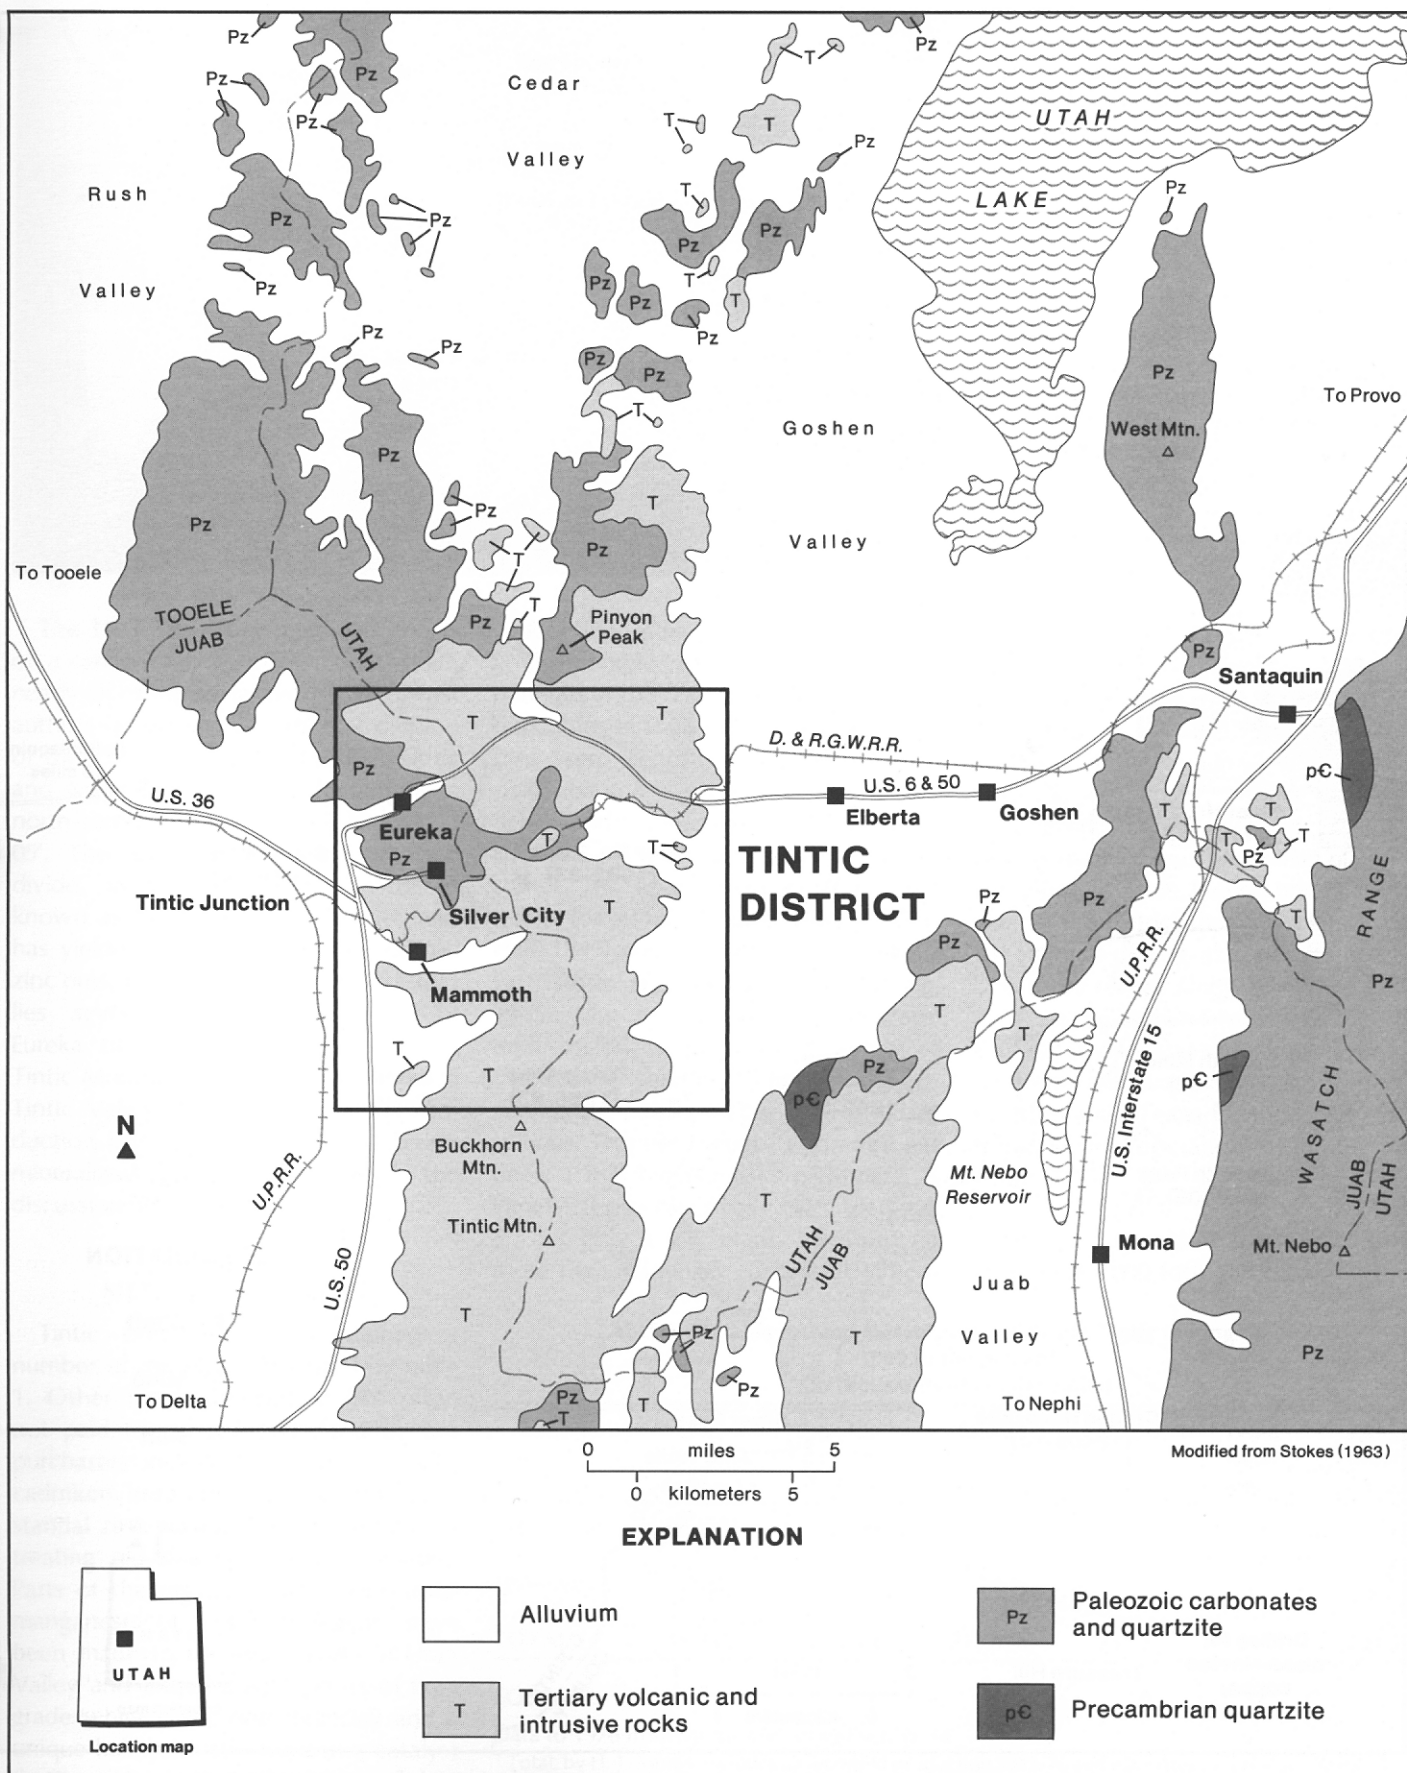 Pz
Pz
Pz
Pz
Pz
T
Cedar
Valley
T
T
Pz
UTAH
LAKE
Rush
Valley
Pz
Pz
Pz
T
Pz
Pz
T
T
Pz
Pz
Pz
Pz
Pz
Pz
Pz
Pz
T
Goshen
Valley
Pz
West Mtn.
To Provo
Pz
Pz
Pz
T
T
T
Pz
Pz
Pinyon
Peak
To Tooele
TOOELE
JUAB
UTAH
Pz
Santaquin
T
T
Pz
D. & R.G.W.R.R.
U.S. 6 & 50
Elberta
Goshen
U.S. 36
Eureka
Pz
T
T
TINTIC
DISTRICT
Tintic Junction
Silver City
T
Mammoth
T
T
pЄ
T
T
T
Pz
T
T
Pz
Pz
Pz
T
T
Pz
pЄ
pЄ
U.P.R.R.
U.S. Interstate 15
WASATCH
RANGE
Pz
JUAB
UTAH
N
Buckhorn
Mtn.
Tintic Mtn.
U.P.R.R.
U.S. 50
T
T
UTAH
JUAB
Mt. Nebo
Reservoir
Mona
Mt. Nebo
Juab
Valley
T
Pz
Pz
T
Pz
T
Pz
To Delta
To Nephi
0 miles 5
0 kilometers 5
Modified from Stokes (1963)
EXPLANATION
UTAH
Location map
Alluvium
T
Tertiary volcanic and
intrusive rocks
Pz
Paleozoic carbonates
and quartzite
pЄ
Precambrian quartzite